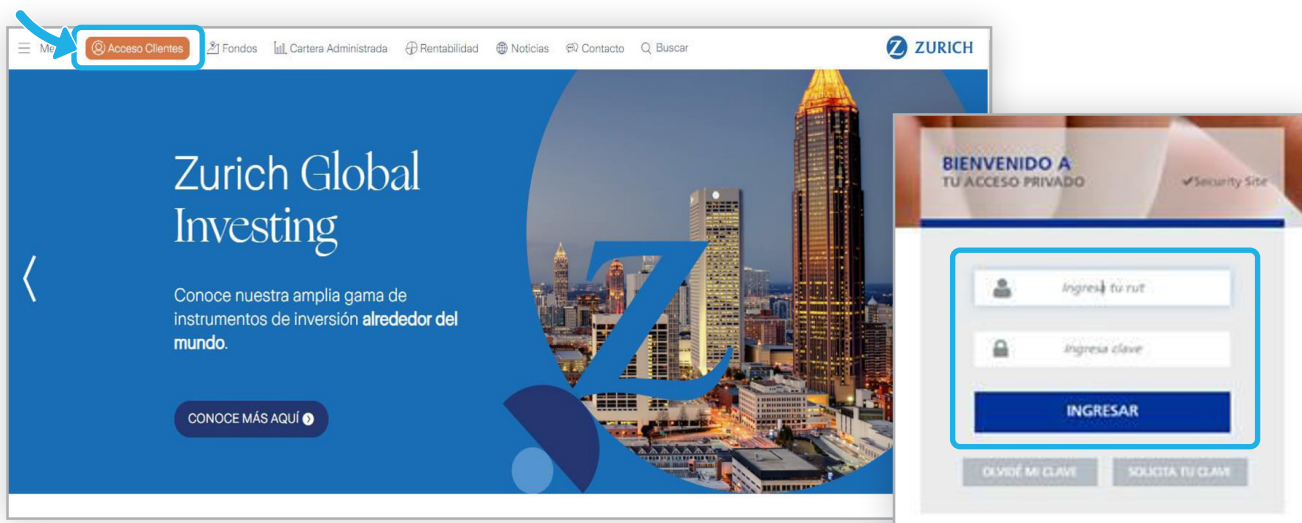 Acceso Clientes
Fondos
Cartera Administrada
Rentabilidad
Noticias
Contacto
Buscar
ZURICH
Zurich Global
Investing
Conoce nuestra amplia gama de
instrumentos de inversión alrededor del
mundo.
CONOCE MÁS AQUÍ
BIENVENIDO A
TU ACCESO PRIVADO
Security Site
Ingresa tu rut
Ingresa clave
INGRESAR
OLVIDÉ MI CLAVE
SOLICITA TU CLAVE